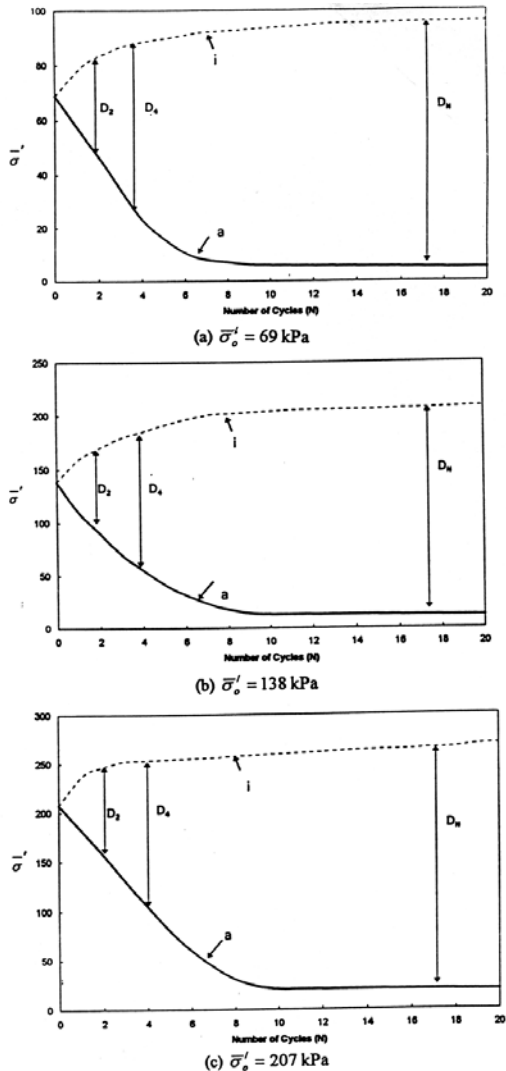 100
80
60
40
20
0
σ̅'
D₂
D₄
i
Dₙ
a
0 2 4 6 8 10 12 14 16 18 20
Number of Cycles (N)
(a) σ̅ₒ' = 69 kPa
250
200
150
100
50
0
σ̅'
D₂
D₄
i
Dₙ
a
0 2 4 6 8 10 12 14 16 18 20
Number of Cycles (N)
(b) σ̅ₒ' = 138 kPa
300
250
200
150
100
50
0
σ̅'
D₂
D₄
i
Dₙ
a
0 2 4 6 8 10 12 14 16 18 20
Number of Cycles (N)
(c) σ̅ₒ' = 207 kPa